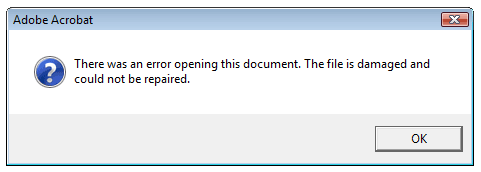 Adobe Acrobat
There was an error opening this document. The file is damaged and
could not be repaired.
OK